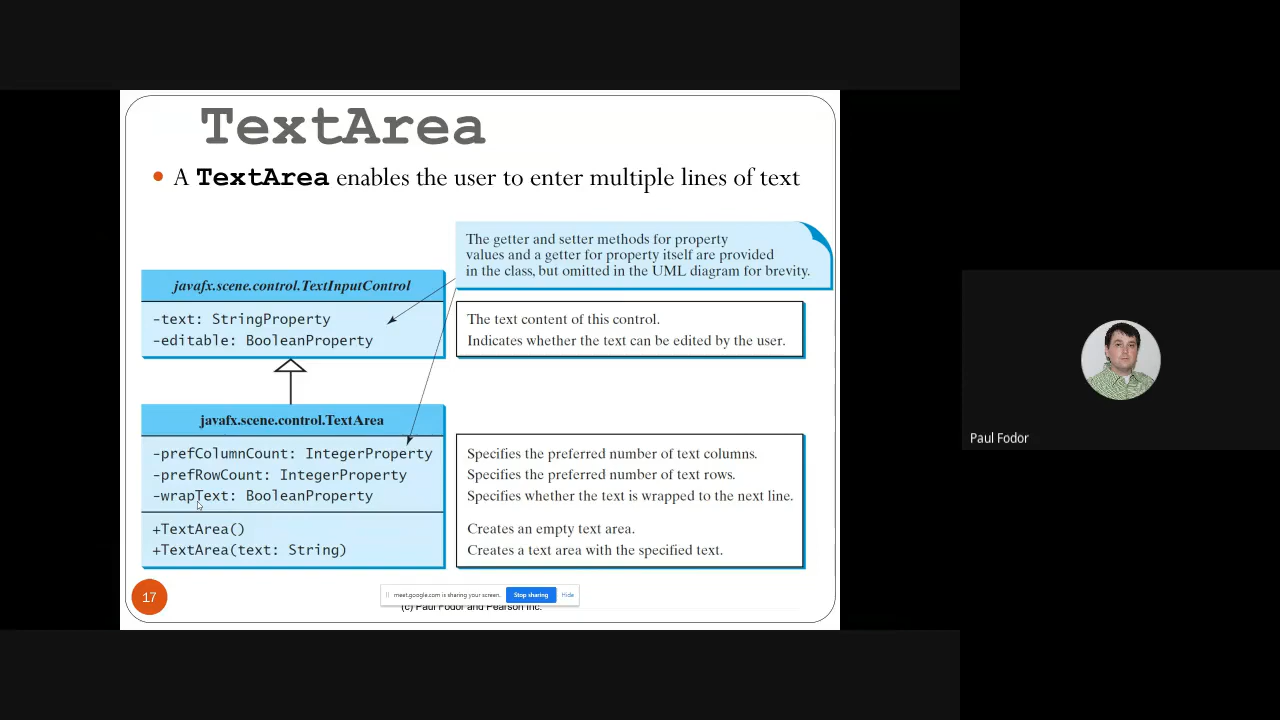 TextArea
• A TextArea enables the user to enter multiple lines of text
The getter and setter methods for property
values and a getter for property itself are provided
in the class, but omitted in the UML diagram for brevity.
javafx.scene.control.TextInputControl
-text: StringProperty
-editable: BooleanProperty
The text content of this control.
Indicates whether the text can be edited by the user.
javafx.scene.control.TextArea
-prefColumnCount: IntegerProperty
-prefRowCount: IntegerProperty
-wrapText: BooleanProperty
+TextArea()
+TextArea(text: String)
Specifies the preferred number of text columns.
Specifies the preferred number of text rows.
Specifies whether the text is wrapped to the next line.
Creates an empty text area.
Creates a text area with the specified text.
17
meet.google.com is sharing your screen. Stop sharing Hide
(c) Paul Fodor and Pearson Inc.
Paul Fodor